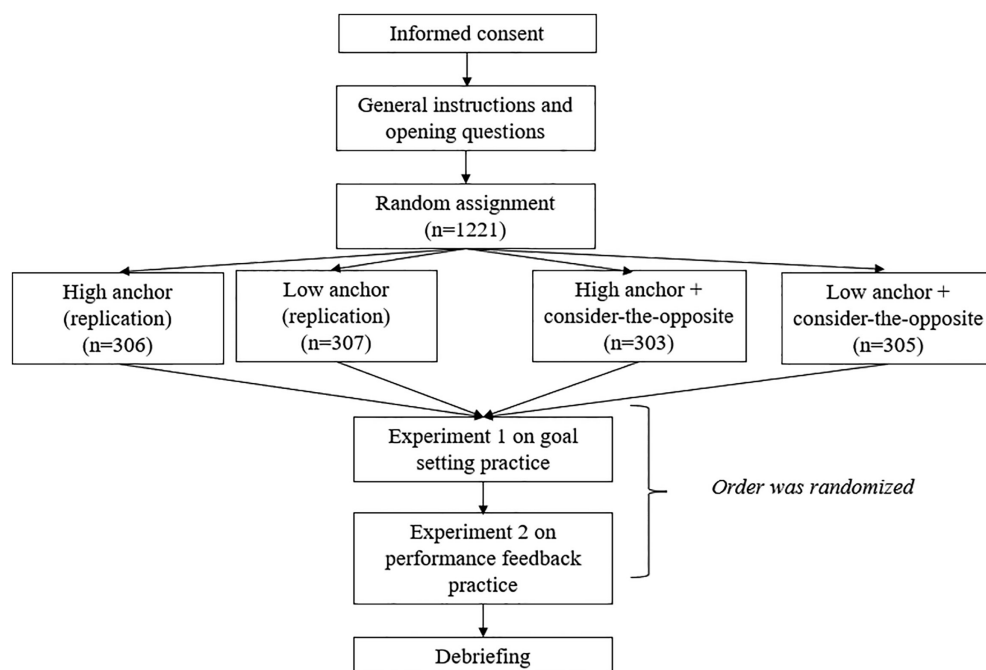 Informed consent
General instructions and
opening questions
Random assignment
(n=1221)
High anchor
(replication)
(n=306)
Low anchor
(replication)
(n=307)
High anchor +
consider-the-opposite
(n=303)
Low anchor +
consider-the-opposite
(n=305)
Experiment 1 on goal
setting practice
Order was randomized
Experiment 2 on
performance feedback
practice
Debriefing